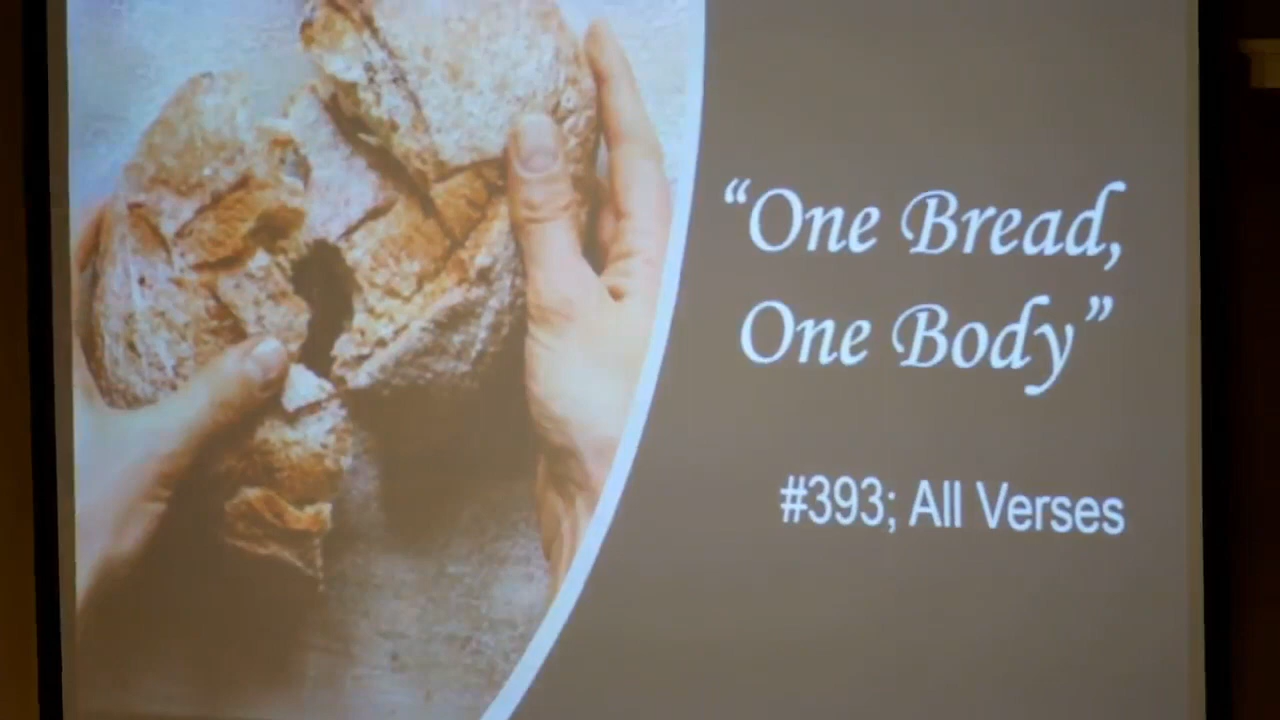 “One Bread,
One Body”
#393; All Verses